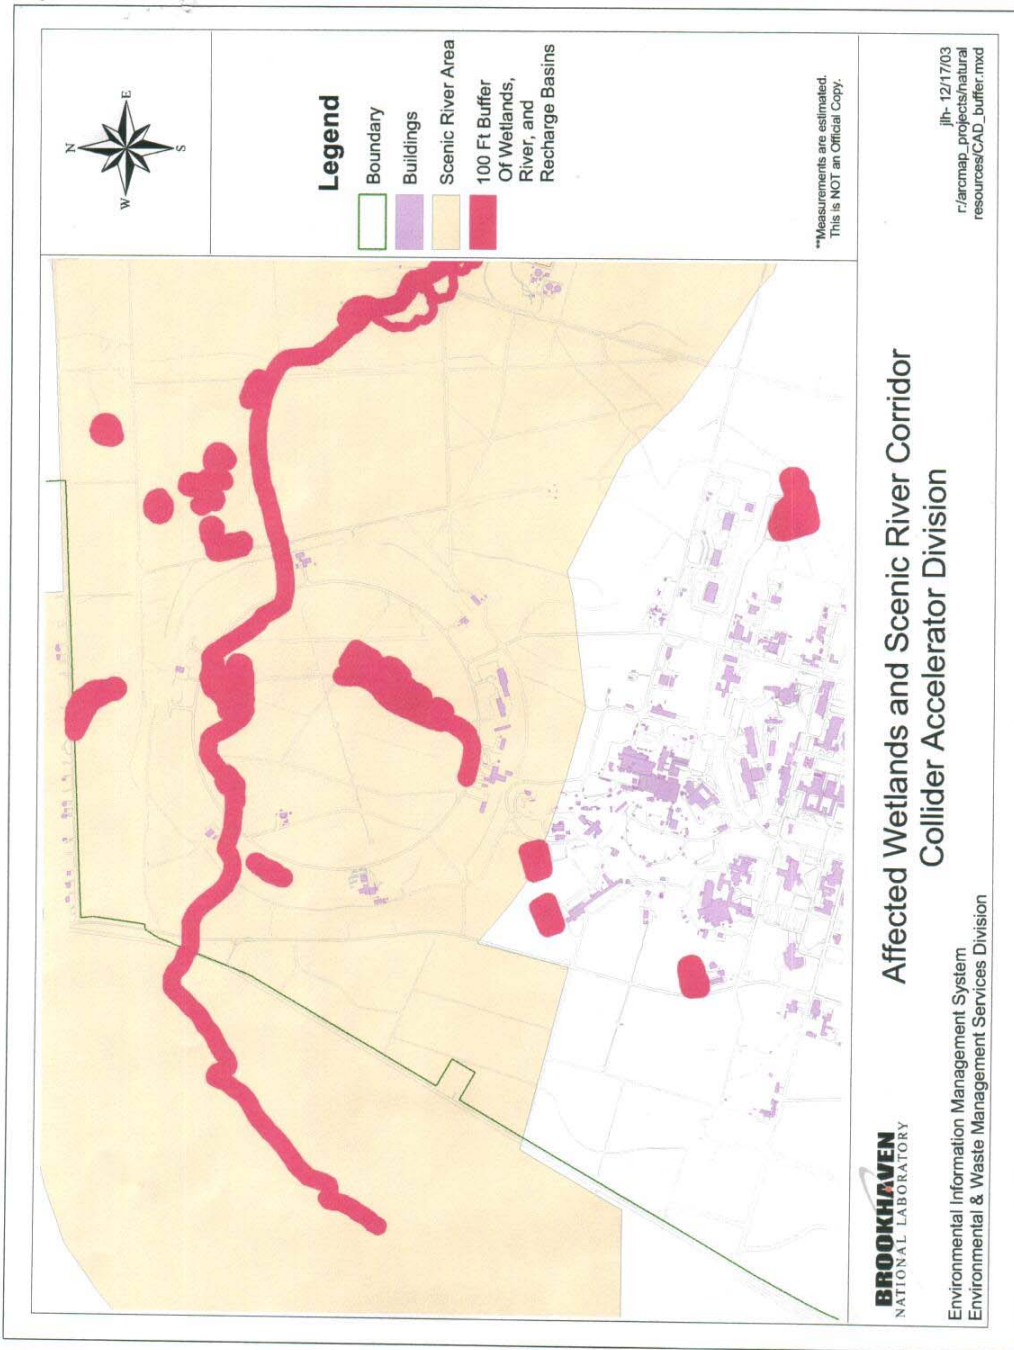 N
W
E
S
Legend
Boundary
Buildings
Scenic River Area
100 Ft Buffer
Of Wetlands,
River, and
Recharge Basins
**Measurements are estimated.
This is NOT an Official Copy.
BROOKHAVEN
NATIONAL LABORATORY
Affected Wetlands and Scenic River Corridor
Collider Accelerator Division
Environmental Information Management System
Environmental & Waste Management Services Division
jlh- 12/17/03
r:/arcmap_projects/natural
resources/CAD_buffer.mxd